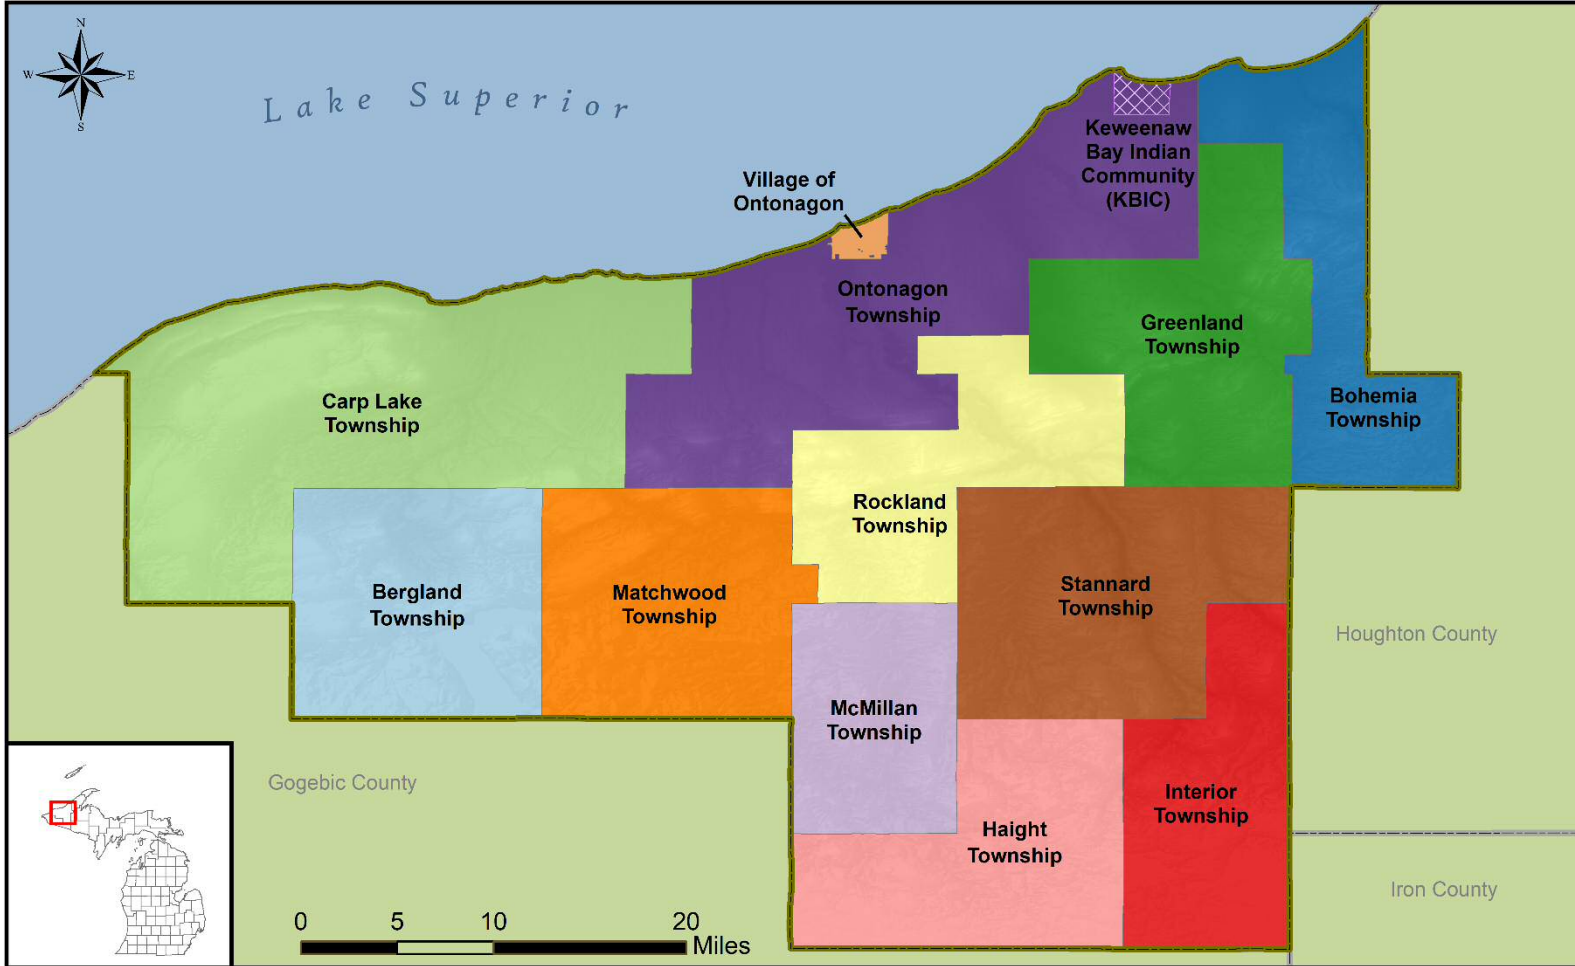 N
W E
S
Lake Superior
Keweenaw
Bay Indian
Community
(KBIC)
Village of
Ontonagon
Ontonagon
Township
Greenland
Township
Carp Lake
Township
Bohemia
Township
Rockland
Township
Bergland
Township
Matchwood
Township
Stannard
Township
Houghton County
McMillan
Township
Gogebic County
Interior
Township
Haight
Township
Iron County
0 5 10 20
Miles